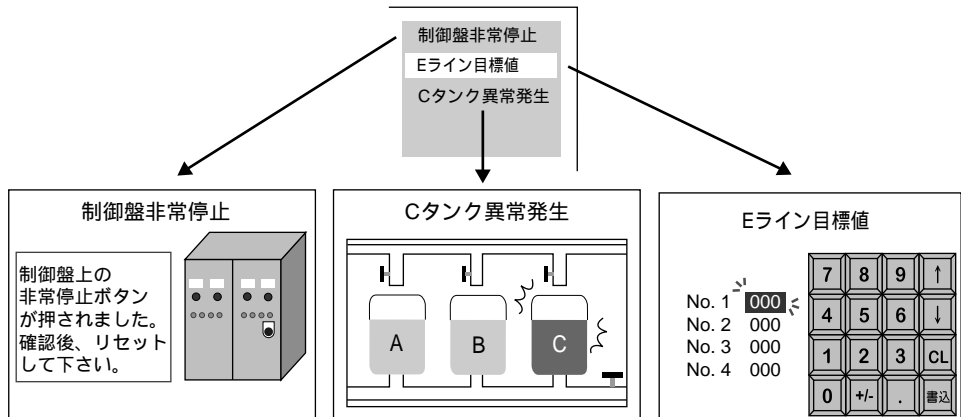 制御盤非常停止
Eライン目標値
Cタンク異常発生
制御盤非常停止
制御盤上の
非常停止ボタン
が押されました。
確認後、リセット
して下さい。
Cタンク異常発生
A
B
C
Eライン目標値
No. 1 000
No. 2 000
No. 3 000
No. 4 000
7 8 9 ↑
4 5 6 ↓
1 2 3 CL
0 +/- . 書込